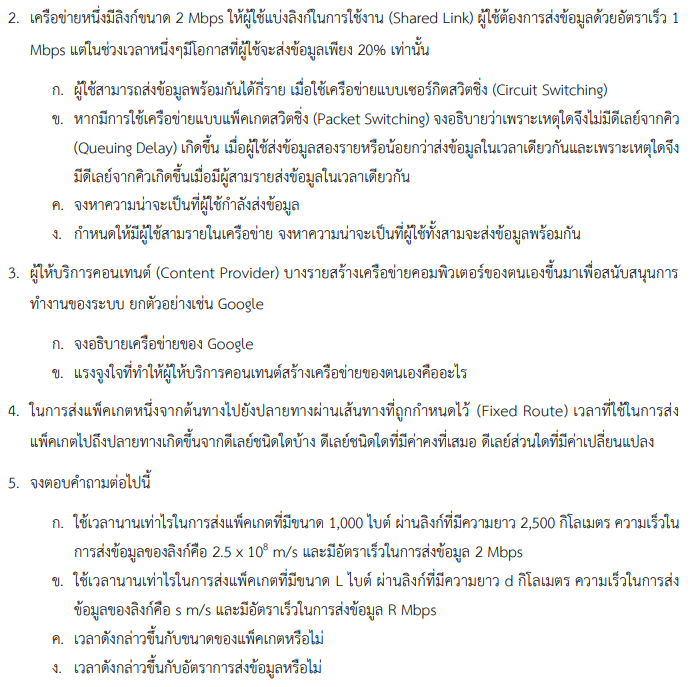 2. เครือข่ายหนึ่งมีลิงก์ขนาด 2 Mbps ให้ผู้ใช้แบ่งลิงก์ในการใช้งาน (Shared Link) ผู้ใช้ต้องการส่งข้อมูลด้วยอัตราเร็ว 1
Mbps แต่ในช่วงเวลาหนึ่งๆมีโอกาสที่ผู้ใช้จะส่งข้อมูลเพียง 20% เท่านั้น
ก. ผู้ใช้สามารถส่งข้อมูลพร้อมกันได้กี่ราย เมื่อใช้เครือข่ายแบบเซอร์กิตสวิตชิ่ง (Circuit Switching)
ข. หากมีการใช้เครือข่ายแบบแพ็คเกตสวิตชิ่ง (Packet Switching) จงอธิบายว่าเพราะเหตุใดจึงไม่มีดีเลย์จากคิว
(Queuing Delay) เกิดขึ้น เมื่อผู้ใช้ส่งข้อมูลสองรายหรือน้อยกว่าส่งข้อมูลในเวลาเดียวกันและเพราะเหตุใดจึง
มีดีเลย์จากคิวเกิดขึ้นเมื่อมีผู้สามรายส่งข้อมูลในเวลาเดียวกัน
ค. จงหาความน่าจะเป็นที่ผู้ใช้กำลังส่งข้อมูล
ง. กำหนดให้มีผู้ใช้สามรายในเครือข่าย จงหาความน่าจะเป็นที่ผู้ใช้ทั้งสามจะส่งข้อมูลพร้อมกัน
3. ผู้ให้บริการคอนเทนต์ (Content Provider) บางรายสร้างเครือข่ายคอมพิวเตอร์ของตนเองขึ้นมาเพื่อสนับสนุนการ
ทำงานของระบบ ยกตัวอย่างเช่น Google
ก. จงอธิบายเครือข่ายของ Google
ข. แรงจูงใจที่ทำให้ผู้ให้บริการคอนเทนต์สร้างเครือข่ายของตนเองคืออะไร
4. ในการส่งแพ็คเกตหนึ่งจากต้นทางไปยังปลายทางผ่านเส้นทางที่ถูกกำหนดไว้ (Fixed Route) เวลาที่ใช้ในการส่ง
แพ็คเกตไปถึงปลายทางเกิดขึ้นจากดีเลย์ชนิดใดบ้าง ดีเลย์ชนิดใดที่มีค่าคงที่เสมอ ดีเลย์ส่วนใดที่มีค่าเปลี่ยนแปลง
5. จงตอบคำถามต่อไปนี้
ก. ใช้เวลานานเท่าไรในการส่งแพ็คเกตที่มีขนาด 1,000 ไบต์ ผ่านลิงก์ที่มีความยาว 2,500 กิโลเมตร ความเร็วใน
การส่งข้อมูลของลิงก์คือ 2.5 x 10⁸ m/s และมีอัตราเร็วในการส่งข้อมูล 2 Mbps
ข. ใช้เวลานานเท่าไรในการส่งแพ็คเกตที่มีขนาด L ไบต์ ผ่านลิงก์ที่มีความยาว d กิโลเมตร ความเร็วในการส่ง
ข้อมูลของลิงก์คือ s m/s และมีอัตราเร็วในการส่งข้อมูล R Mbps
ค. เวลาดังกล่าวขึ้นกับขนาดของแพ็คเกตหรือไม่
ง. เวลาดังกล่าวขึ้นกับอัตราการส่งข้อมูลหรือไม่